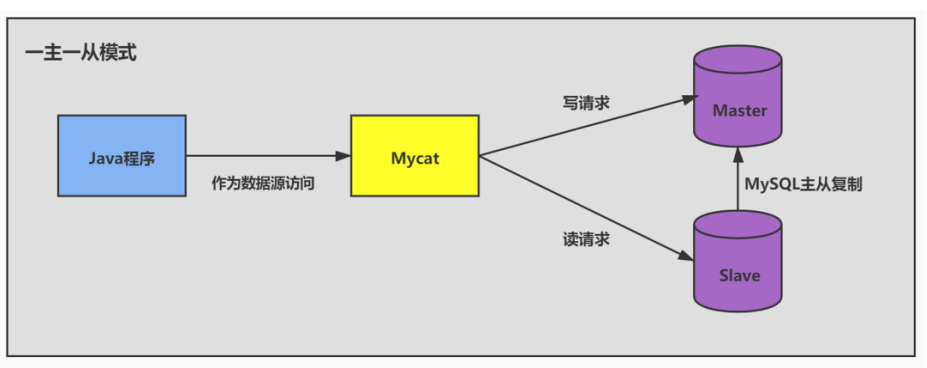 一主一从模式
Java程序
作为数据源访问
Mycat
写请求
读请求
Master
MySQL主从复制
Slave